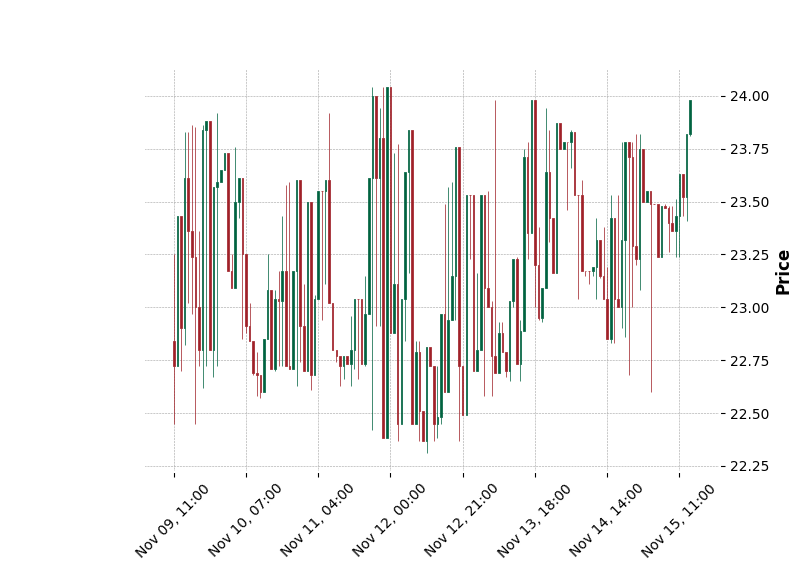 24.00
23.75
23.50
23.25
23.00
22.75
22.50
22.25
Price
Nov 09, 11:00
Nov 10, 07:00
Nov 11, 04:00
Nov 12, 00:00
Nov 12, 21:00
Nov 13, 18:00
Nov 14, 14:00
Nov 15, 11:00